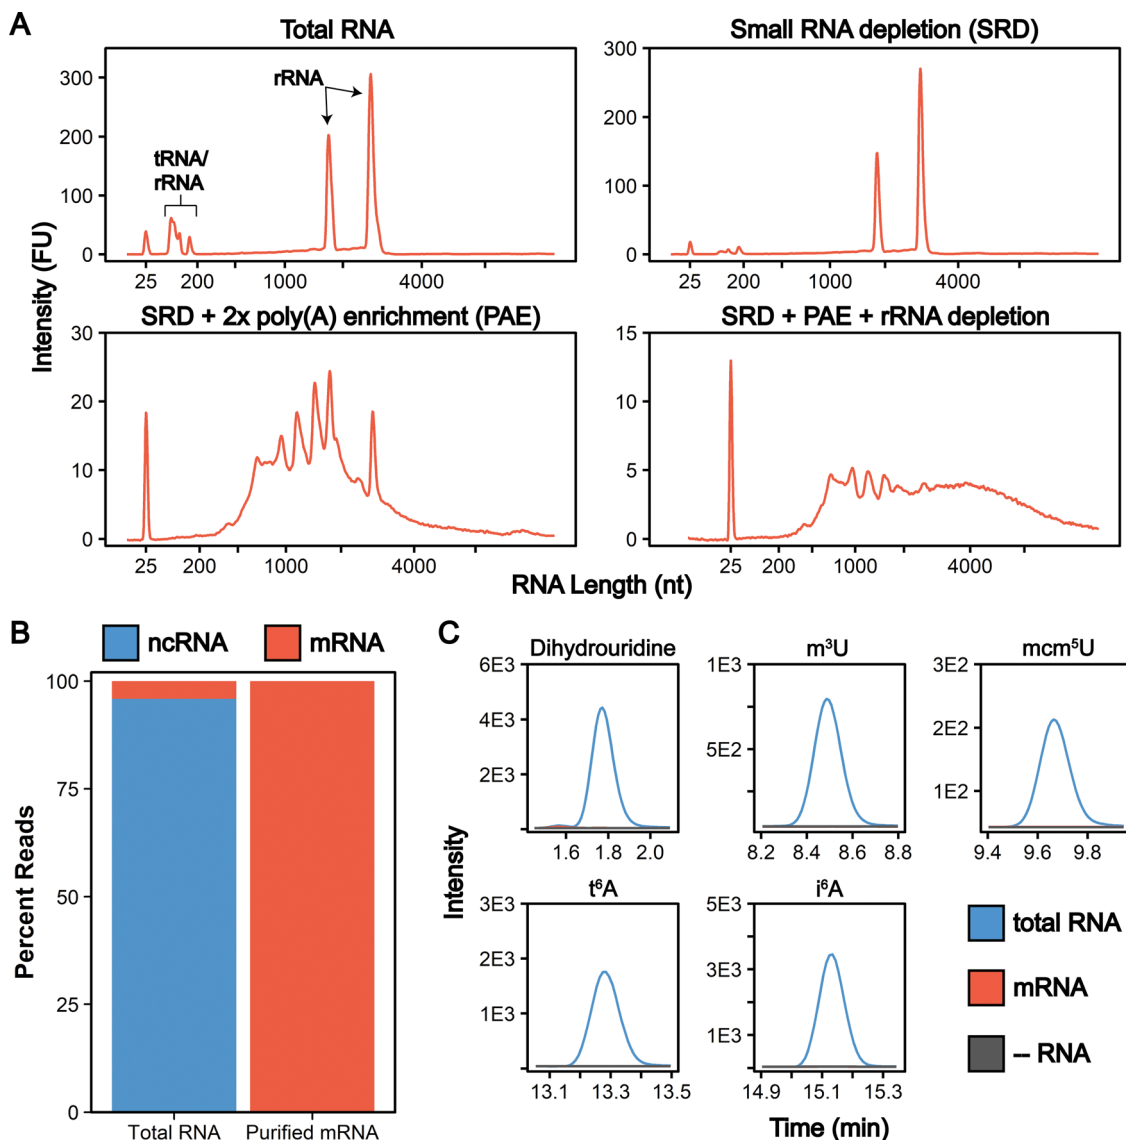 A
Total RNA
Small RNA depletion (SRD)
Intensity (FU)
300
200
100
0
rRNA
tRNA/
rRNA
25 200 1000 4000
300
200
100
0
25 200 1000 4000
SRD + 2x poly(A) enrichment (PAE)
SRD + PAE + rRNA depletion
30
20
10
0
25 200 1000 4000
15
10
5
0
25 200 1000 4000
RNA Length (nt)
B
ncRNA mRNA
Percent Reads
100
75
50
25
0
Total RNA Purified mRNA
C
Intensity
Dihydrouridine
6E3
4E3
2E3
1.6 1.8 2.0
m³U
1E3
5E2
8.2 8.4 8.6 8.8
mcm⁵U
3E2
2E2
1E2
9.4 9.6 9.8
t⁶A
3E3
2E3
1E3
13.1 13.3 13.5
i⁶A
5E3
3E3
1E3
14.9 15.1 15.3
Time (min)
total RNA
mRNA
-- RNA